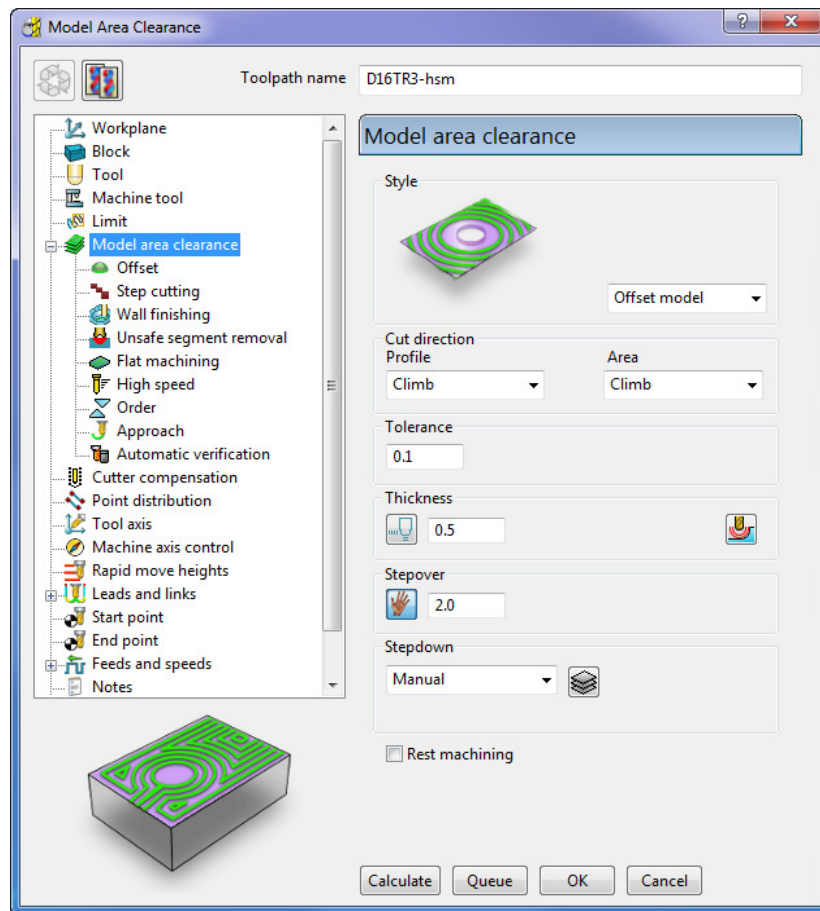 Model Area Clearance
?
Toolpath name D16TR3-hsm
Workplane
Block
Tool
Machine tool
Limit
Model area clearance
Offset
Step cutting
Wall finishing
Unsafe segment removal
Flat machining
High speed
Order
Approach
Automatic verification
Cutter compensation
Point distribution
Tool axis
Machine axis control
Rapid move heights
Leads and links
Start point
End point
Feeds and speeds
Notes
Model area clearance
Style
Offset model
Cut direction
Profile Area
Climb Climb
Tolerance
0.1
Thickness
0.5
Stepover
2.0
Stepdown
Manual
Rest machining
Calculate Queue OK Cancel